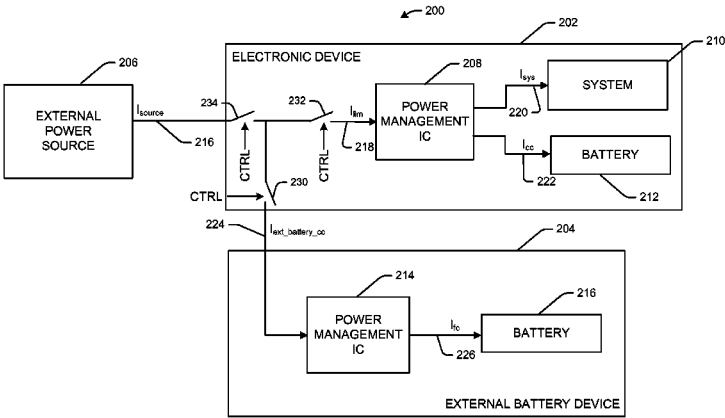 200
202
210
206
ELECTRONIC DEVICE
208
EXTERNAL
POWER
SOURCE
Isource
216
234
CTRL
232
CTRL
Ilim
218
POWER
MANAGEMENT
IC
Isys
220
SYSTEM
Icc
222
BATTERY
212
CTRL
230
224
Iext_battery_cc
204
214
POWER
MANAGEMENT
IC
Ifc
226
216
BATTERY
EXTERNAL BATTERY DEVICE